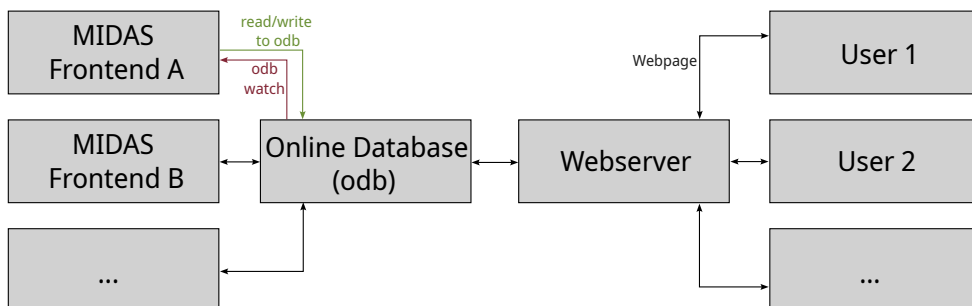 MIDAS
Frontend A
read/write
to odb
odb
watch
Webpage
User 1
MIDAS
Frontend B
Online Database
(odb)
Webserver
User 2
...
...